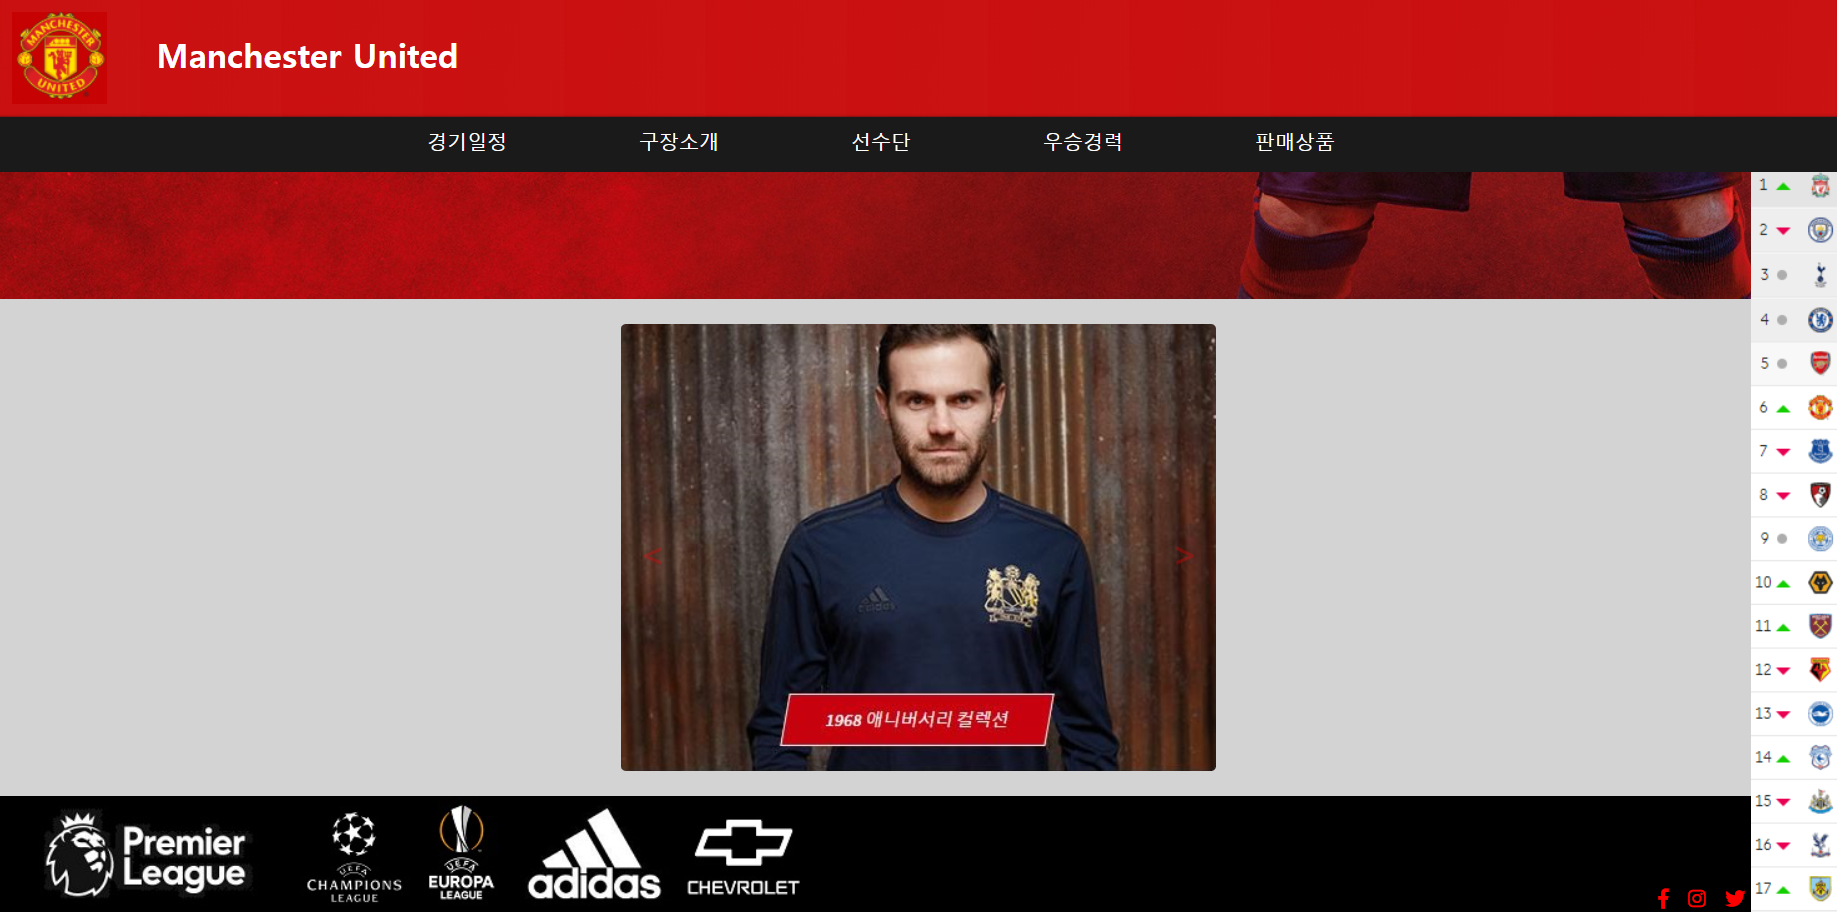 MANCHESTER
UNITED
Manchester United
경기일정
구장소개
선수단
우승경력
판매상품
1
2
3
4
5
6
7
8
9
10
11
12
13
14
15
16
17
<
>
adidas
1968 애니버서리 컬렉션
Premier
League
UEFA
CHAMPIONS
LEAGUE
UEFA
EUROPA
LEAGUE
adidas
CHEVROLET